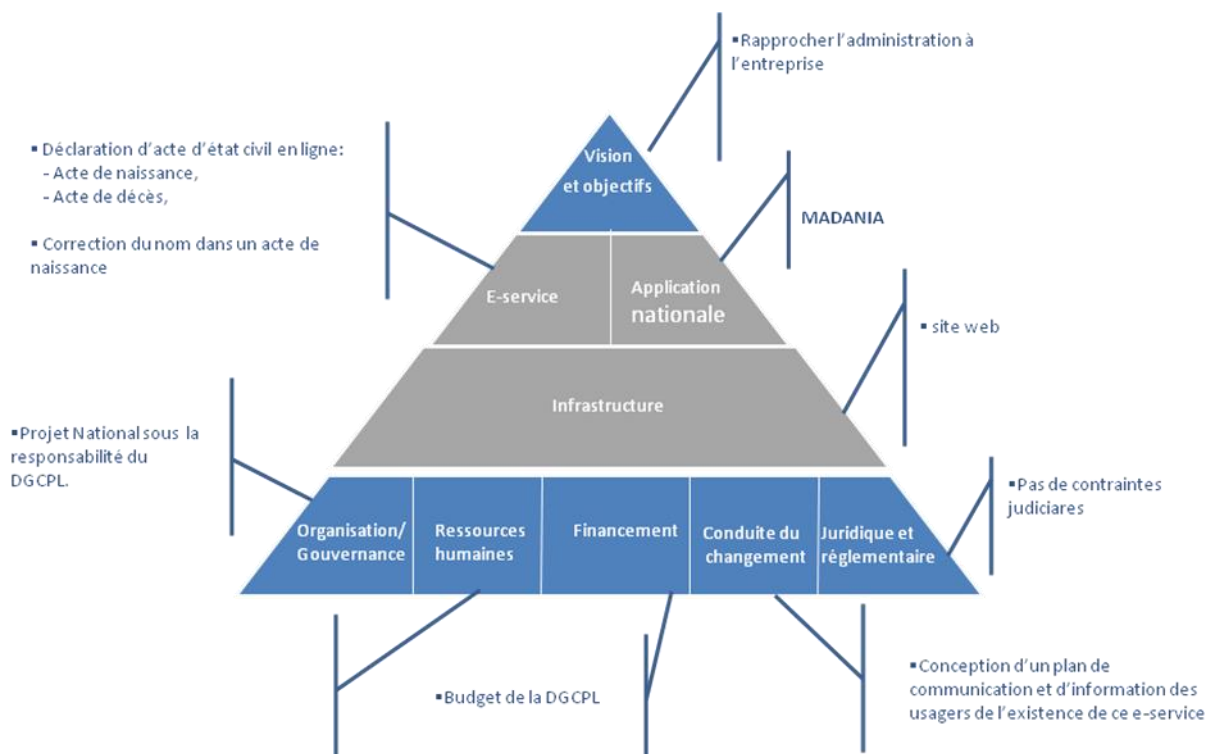 ▪Rapprocher l'administration à
l'entreprise
▪ Déclaration d'acte d'état civil en ligne:
- Acte de naissance,
- Acte de décès,
▪ Correction du nom dans un acte de
naissance
Vision
et objectifs
MADANIA
E-service
Application
nationale
▪ site web
Infrastructure
▪Projet National sous la
responsabilité du
DGCPL.
▪Pas de contraintes
judiciares
Organisation/
Gouvernance
Ressources
humaines
Financement
Conduite du
changement
Juridique et
réglementaire
▪Budget de la DGCPL
▪Conception d'un plan de
communication et d'information des
usagers de l'existence de ce e-service